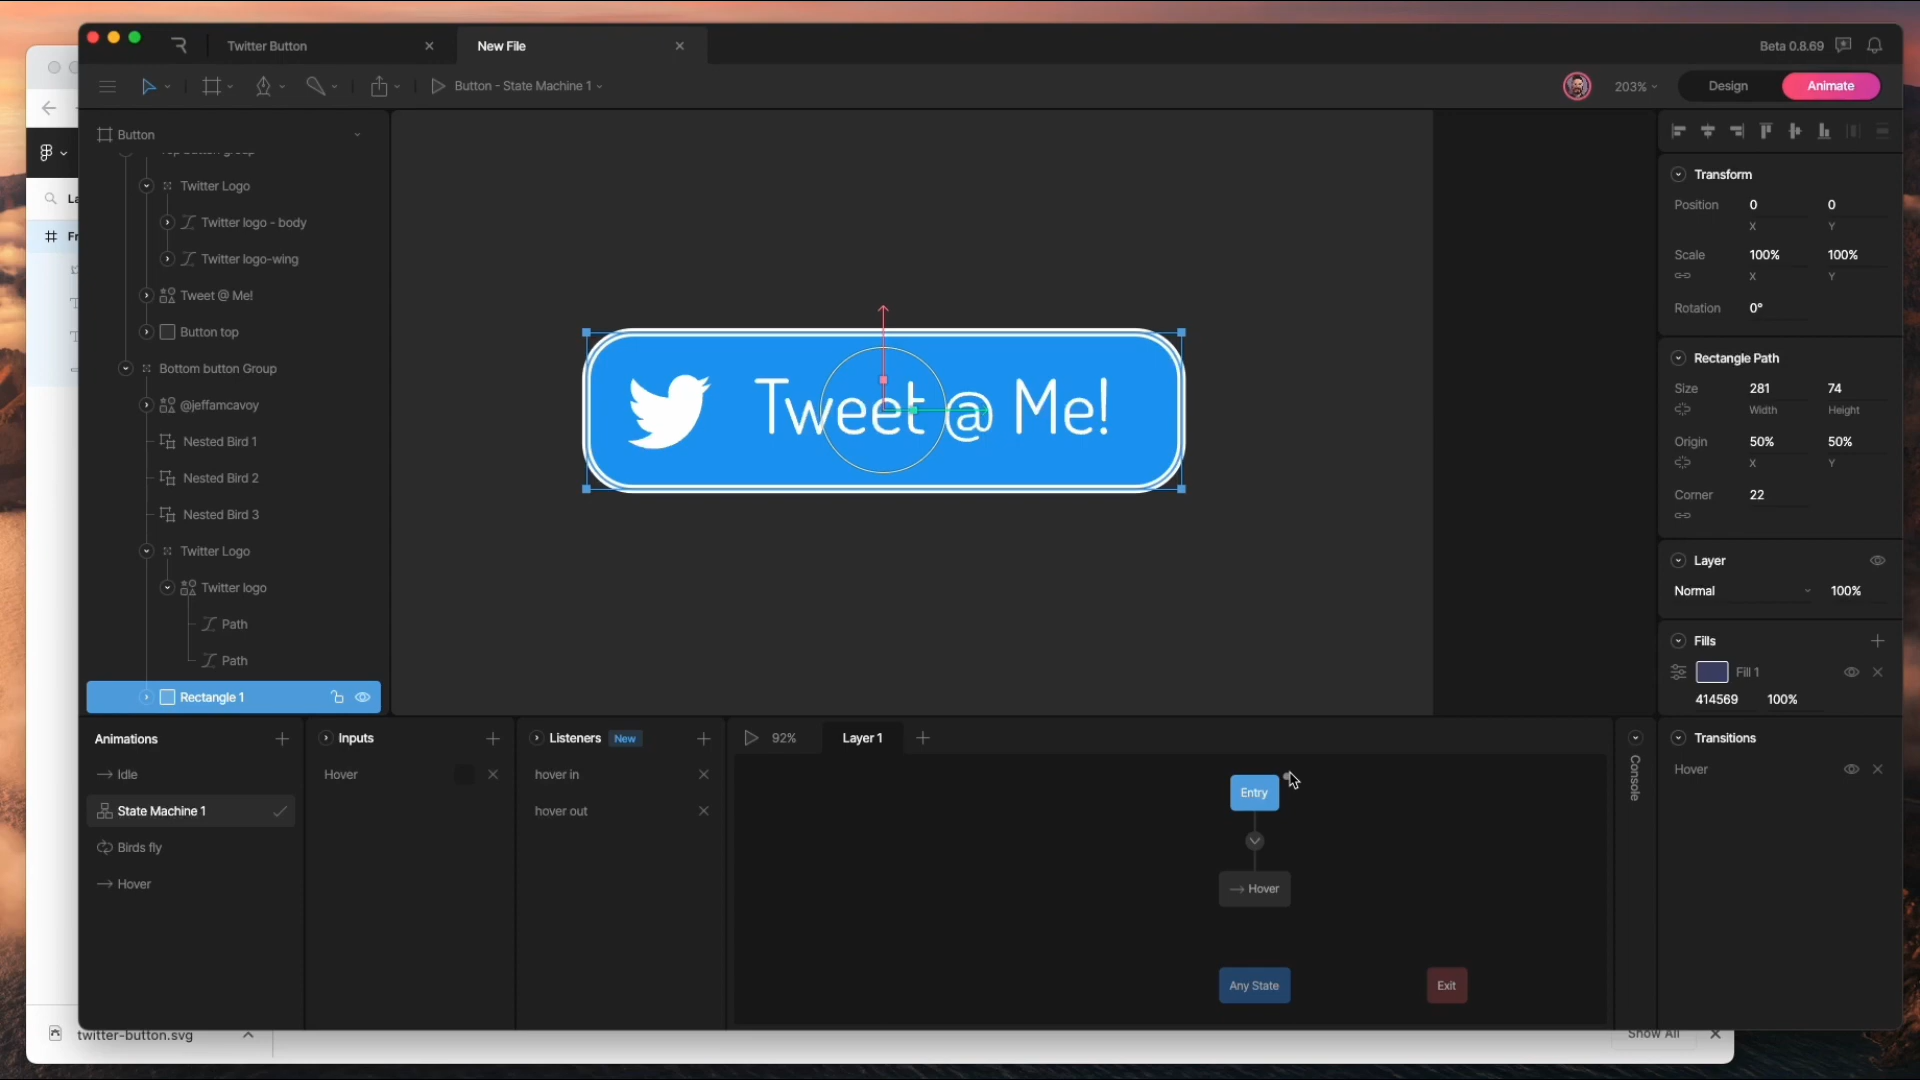 Twitter Button
New File
Beta 0.8.69
Button - State Machine 1
203%
Design
Animate
Button
Top Button group
Twitter Logo
Twitter logo - body
Twitter logo-wing
Tweet @ Me!
Button top
Bottom button Group
@jeffamcavoy
Nested Bird 1
Nested Bird 2
Nested Bird 3
Twitter Logo
Twitter logo
Path
Path
Rectangle 1
La
Fr
Tweet @ Me!
Transform
Position
0
0
X
Y
Scale
100%
100%
X
Y
Rotation
0°
Rectangle Path
Size
281
74
Width
Height
Origin
50%
50%
X
Y
Corner
22
Layer
Normal
100%
Fills
Fill 1
414569
100%
Animations
Idle
State Machine 1
Birds fly
Hover
Inputs
Hover
Listeners
New
hover in
hover out
92%
Layer 1
Entry
Hover
Any State
Exit
Console
Transitions
Hover
twitter-button.svg
Show All